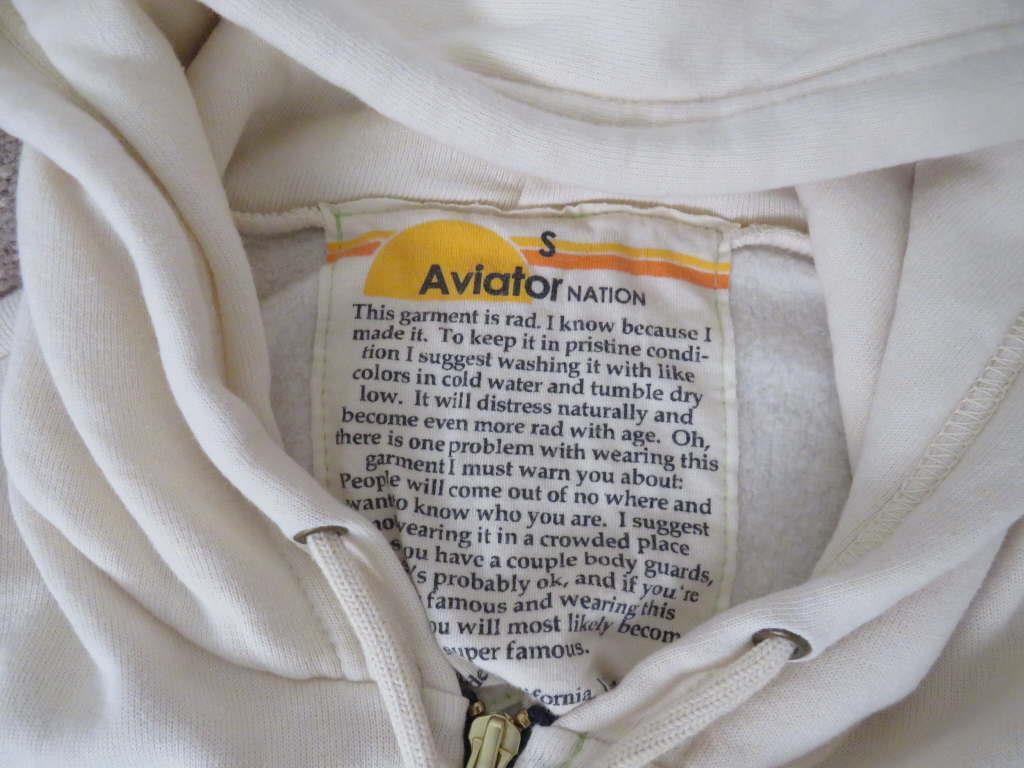 S
Aviator NATION
This garment is rad. I know because I
made it. To keep it in pristine condi-
tion I suggest washing it with like
colors in cold water and tumble dry
low. It will distress naturally and
become even more rad with age. Oh,
there is one problem with wearing this
garment I must warn you about:
People will come out of no where and
want to know who you are. I suggest
wearing it in a crowded place
you have a couple body guards,
probably ok, and if you're
famous and wearing this
you will most likely becom
super famous.